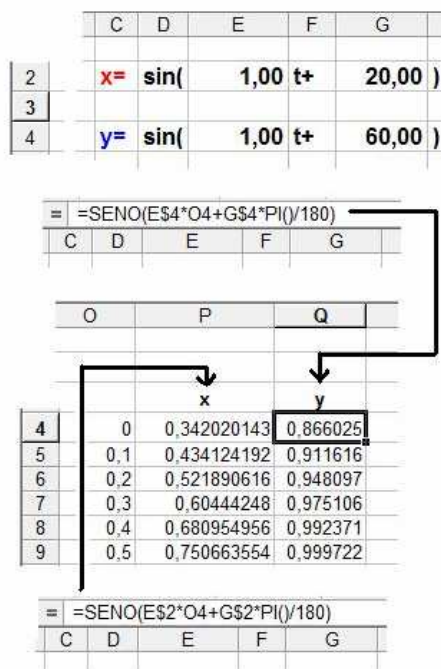 C D E F G
2 x= sin( 1,00 t+ 20,00 )
3
4 y= sin( 1,00 t+ 60,00 )
= =SENO(E$4*O4+G$4*PI()/180)
C D E F G
O P Q
x y
4 0 0,342020143 0,866025
5 0,1 0,434124192 0,911616
6 0,2 0,521890616 0,948097
7 0,3 0,60444248 0,975106
8 0,4 0,680954956 0,992371
9 0,5 0,750663554 0,999722
= =SENO(E$2*O4+G$2*PI()/180)
C D E F G